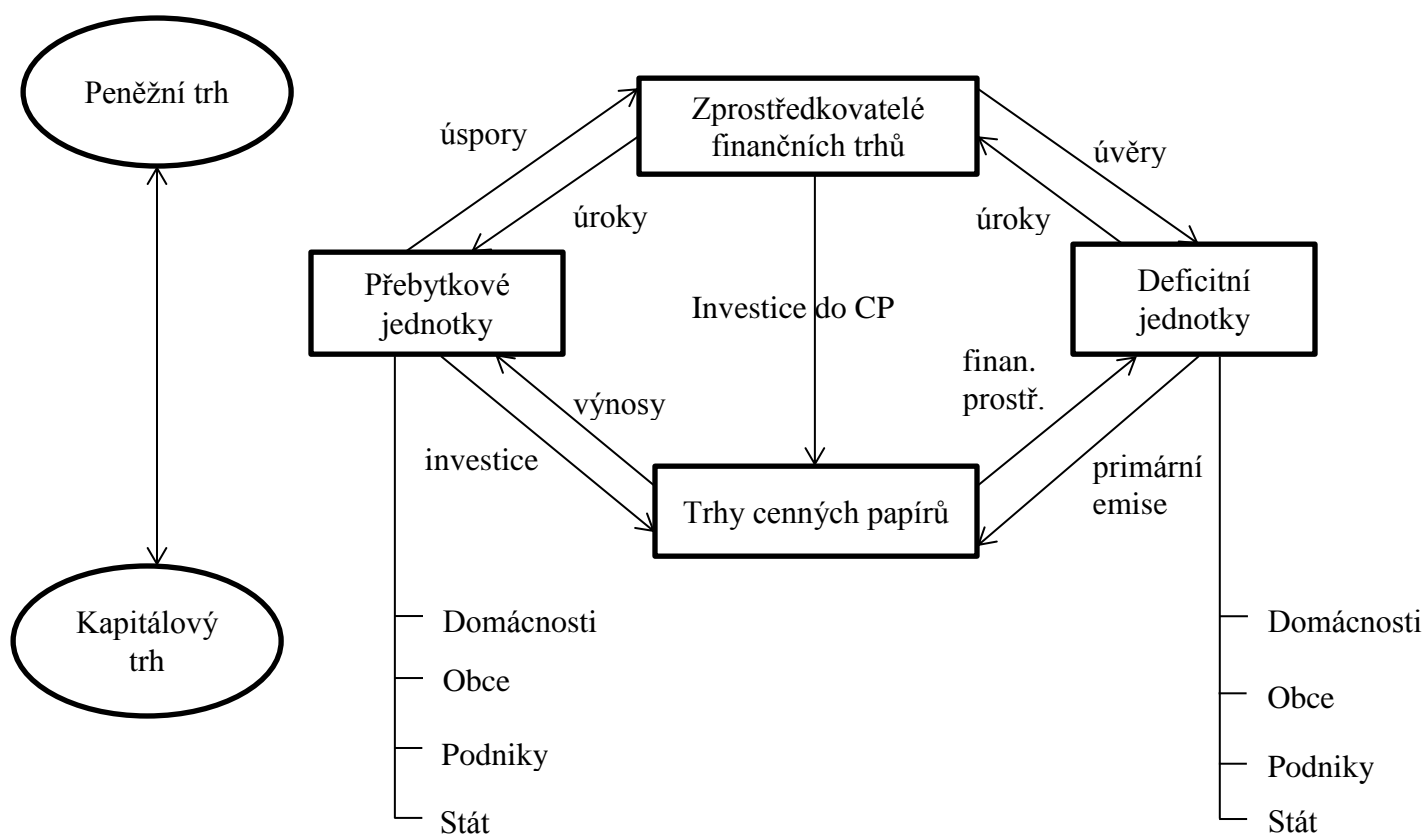 Peněžní trh
Zprostředkovatelé
finančních trhů
úspory
úvěry
úroky
úroky
Přebytkové
jednotky
Investice do CP
Deficitní
jednotky
finan.
prostř.
výnosy
investice
primární
emise
Trhy cenných papírů
Kapitálový
trh
Domácnosti
Obce
Podniky
Stát
Domácnosti
Obce
Podniky
Stát